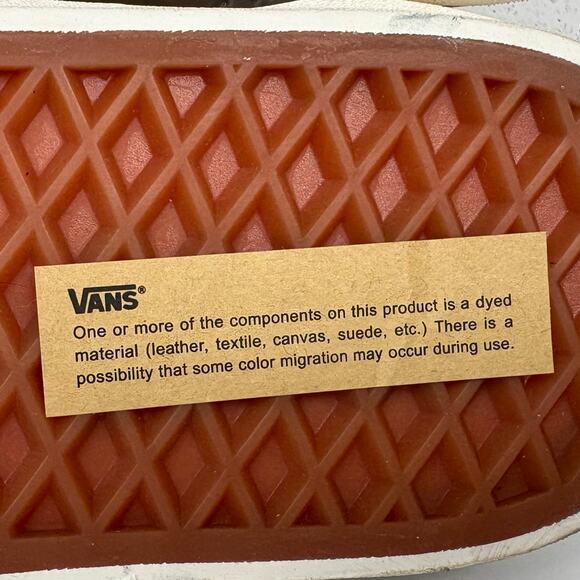 VANS®
One or more of the components on this product is a dyed
material (leather, textile, canvas, suede, etc.) There is a
possibility that some color migration may occur during use.